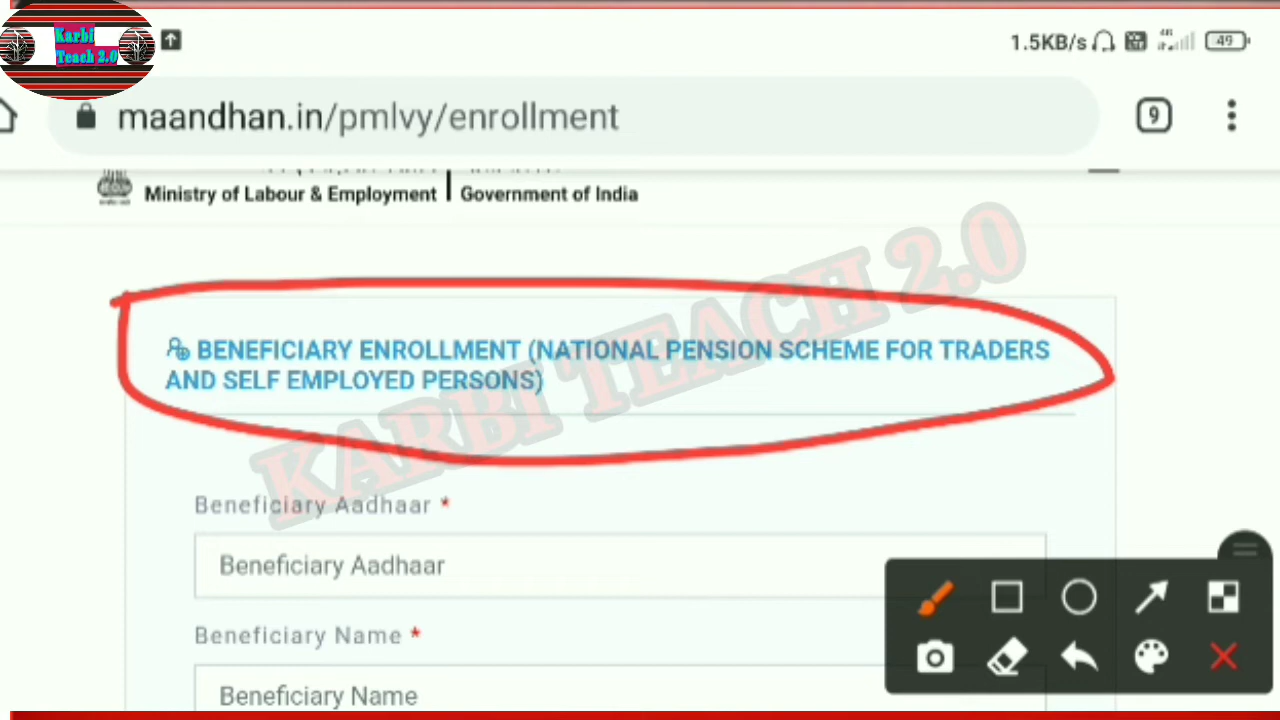 Karbi
Teach 2.0
1.5KB/s
49
maandhan.in/pmlvy/enrollment
9
Ministry of Labour & Employment | Government of India
BENEFICIARY ENROLLMENT (NATIONAL PENSION SCHEME FOR TRADERS
AND SELF EMPLOYED PERSONS)
KARBI TEACH 2.0
Beneficiary Aadhaar *
Beneficiary Aadhaar
Beneficiary Name *
Beneficiary Name